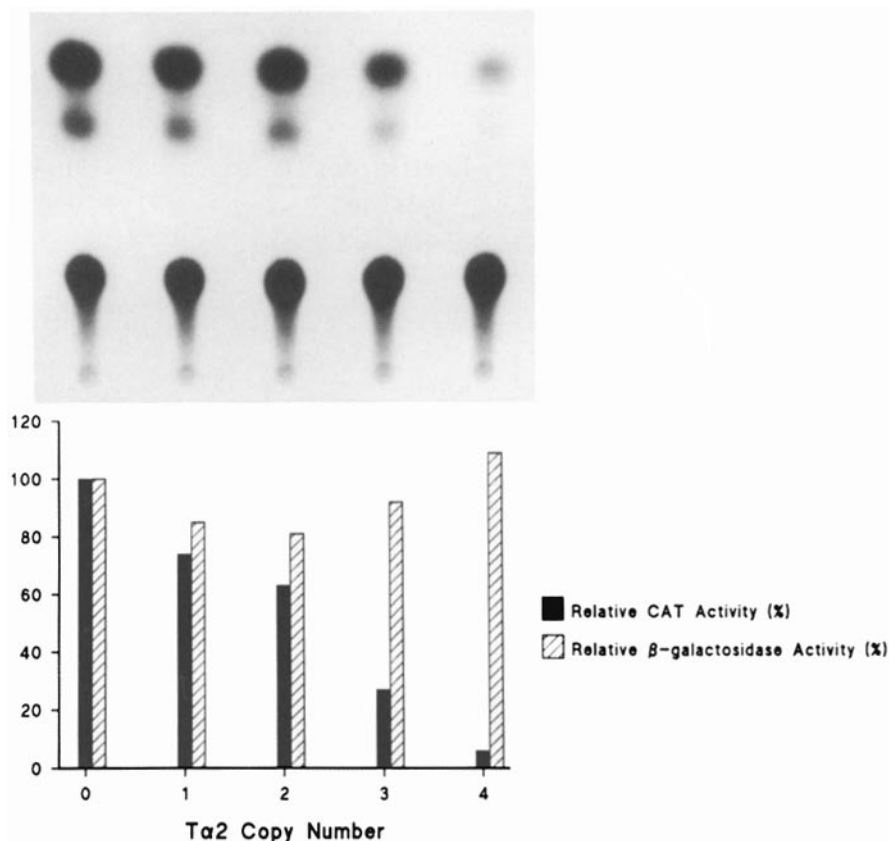 120
100
80
60
40
20
0
0 1 2 3 4
Tα2 Copy Number
Relative CAT Activity (%)
Relative β-galactosidase Activity (%)